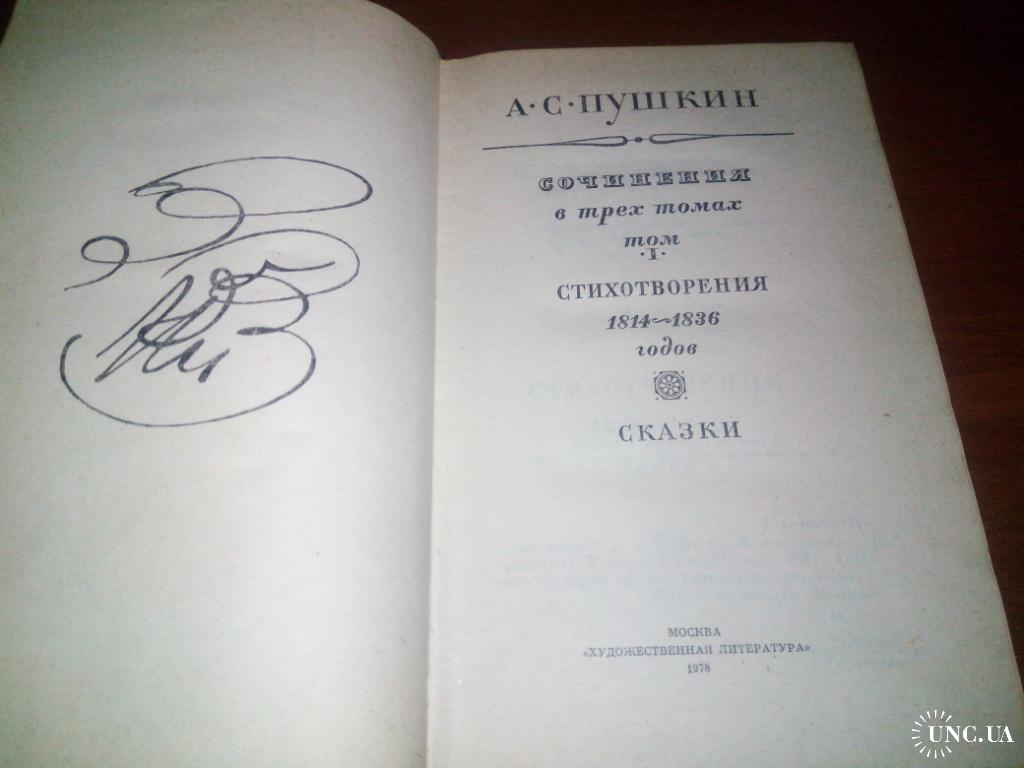 А·С·ПУШКИН
СОЧИНЕНИЯ
в трех томах
том
·I·
СТИХОТВОРЕНИЯ
1814~1836
годов
СКАЗКИ
МОСКВА
«ХУДОЖЕСТВЕННАЯ ЛИТЕРАТУРА»
1978
UNC.UA